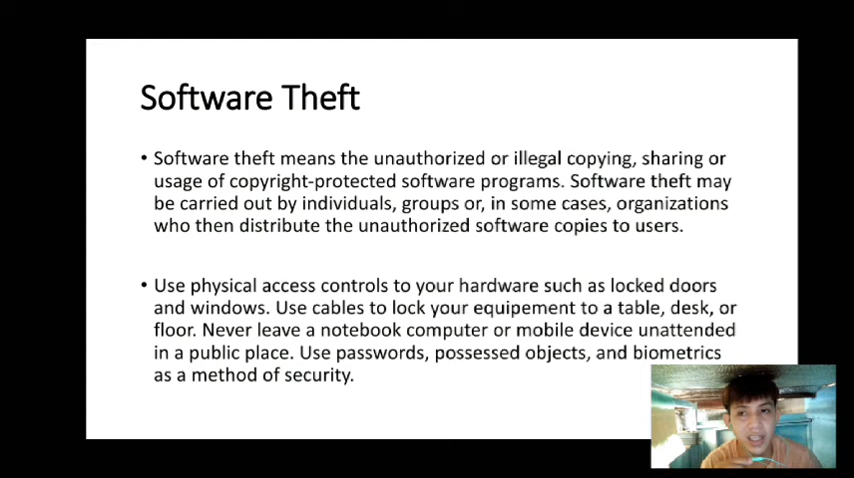 Software Theft
• Software theft means the unauthorized or illegal copying, sharing or
usage of copyright-protected software programs. Software theft may
be carried out by individuals, groups or, in some cases, organizations
who then distribute the unauthorized software copies to users.
• Use physical access controls to your hardware such as locked doors
and windows. Use cables to lock your equipement to a table, desk, or
floor. Never leave a notebook computer or mobile device unattended
in a public place. Use passwords, possessed objects, and biometrics
as a method of security.